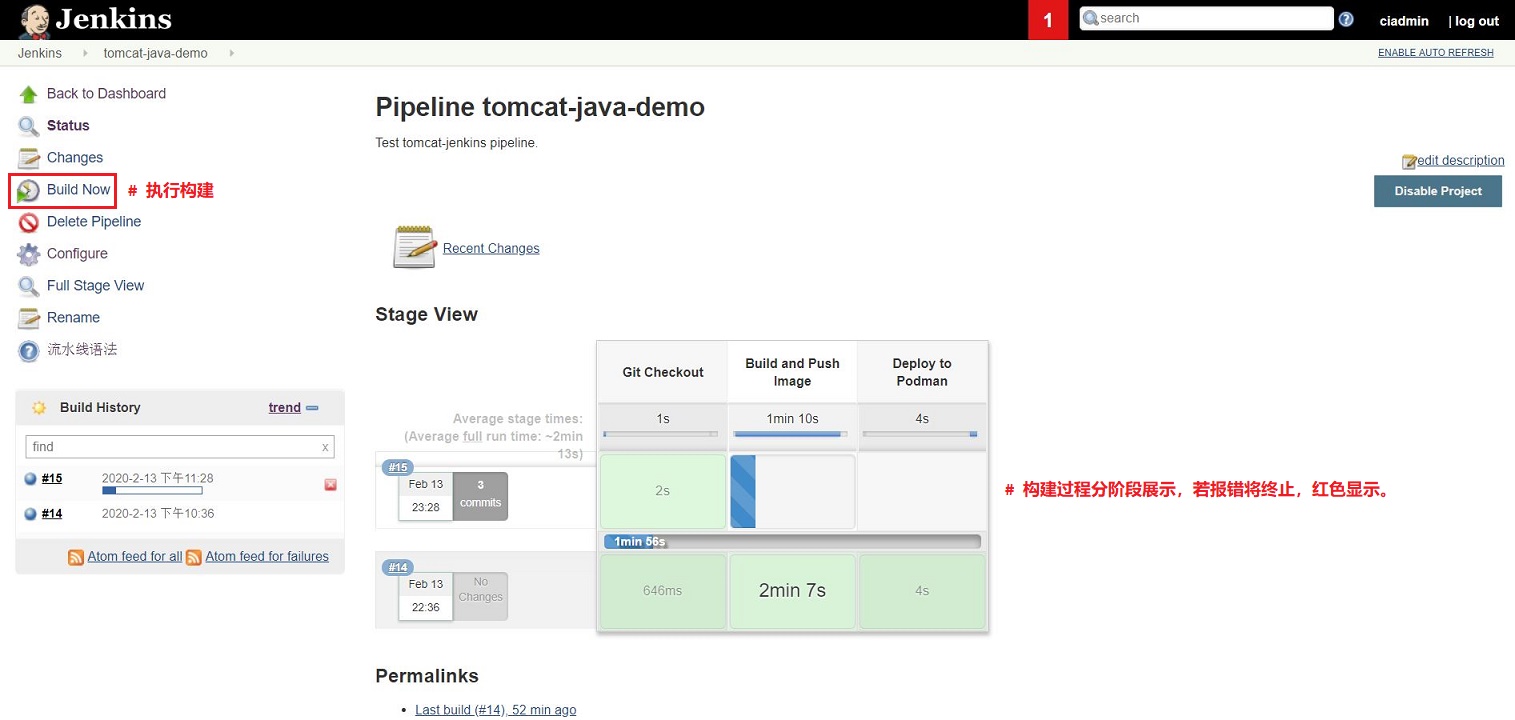 Jenkins
1
search
ciadmin
| log out
Jenkins
tomcat-java-demo
ENABLE AUTO REFRESH
Back to Dashboard
Status
Changes
Build Now
# 执行构建
Delete Pipeline
Configure
Full Stage View
Rename
流水线语法
Build History
trend
find
x
#15
2020-2-13 下午11:28
#14
2020-2-13 下午10:36
Atom feed for all
Atom feed for failures
Pipeline tomcat-java-demo
Test tomcat-jenkins pipeline.
edit description
Disable Project
Recent Changes
Stage View
Git Checkout
Build and Push
Image
Deploy to
Podman
Average stage times:
(Average full run time: ~2min
13s)
1s
1min 10s
4s
#15
Feb 13
23:28
3
commits
2s
1min 56s
# 构建过程分阶段展示，若报错将终止，红色显示。
#14
Feb 13
22:36
No
Changes
646ms
2min 7s
4s
Permalinks
• Last build (#14), 52 min ago